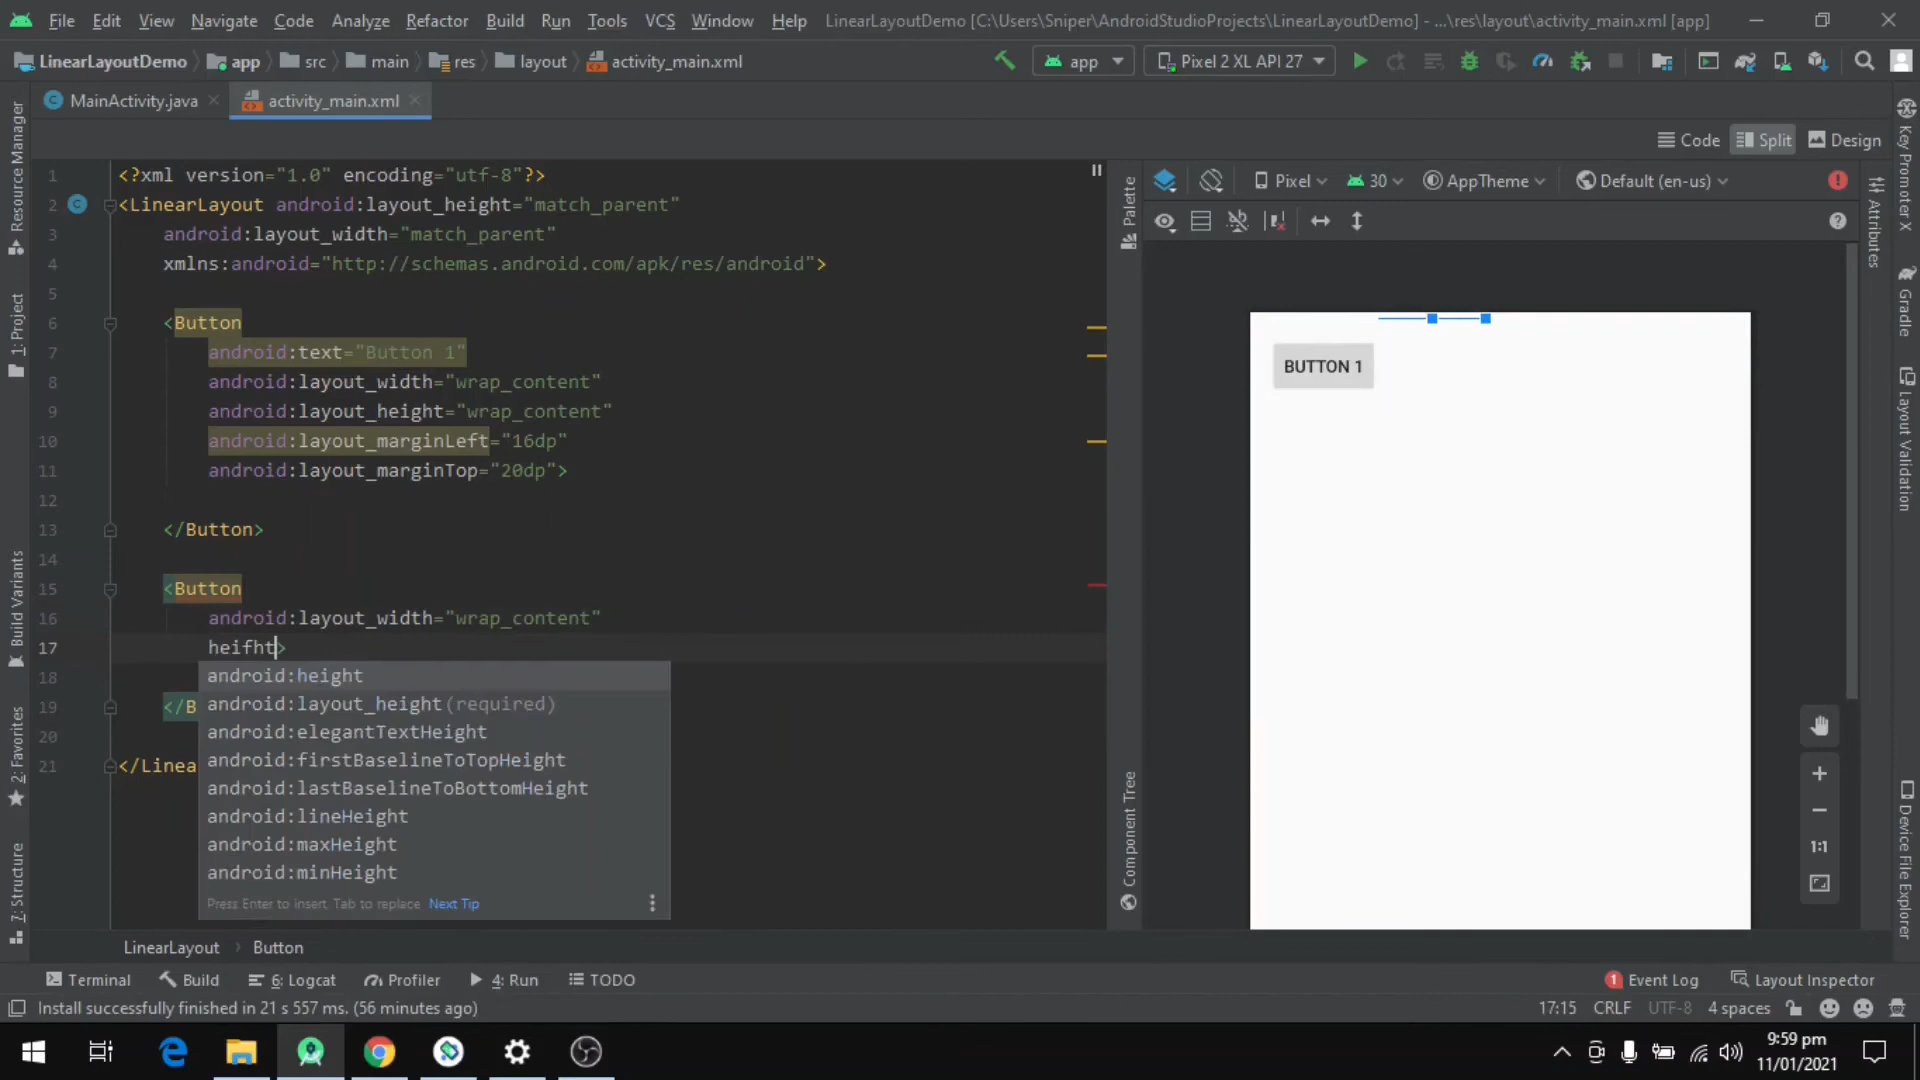 File Edit View Navigate Code Analyze Refactor Build Run Tools VCS Window Help LinearLayoutDemo [C:\Users\Sniper\AndroidStudioProjects\LinearLayoutDemo] - ...\res\layout\activity_main.xml [app]
LinearLayoutDemo app src main res layout activity_main.xml app Pixel 2 XL API 27
MainActivity.java activity_main.xml
Code Split Design
Resource Manager
1: Project
Build Variants
2: Favorites
7: Structure
1 <?xml version="1.0" encoding="utf-8"?>
2 <LinearLayout android:layout_height="match_parent"
3 android:layout_width="match_parent"
4 xmlns:android="http://schemas.android.com/apk/res/android">
5
6 <Button
7 android:text="Button 1"
8 android:layout_width="wrap_content"
9 android:layout_height="wrap_content"
10 android:layout_marginLeft="16dp"
11 android:layout_marginTop="20dp">
12
13 </Button>
14
15 <Button
16 android:layout_width="wrap_content"
17 heifht>
18
19 </B
20
21 </Linea
android:height
android:layout_height(required)
android:elegantTextHeight
android:firstBaselineToTopHeight
android:lastBaselineToBottomHeight
android:lineHeight
android:maxHeight
android:minHeight
Press Enter to insert, Tab to replace Next Tip
Palette
Component Tree
Pixel 30 AppTheme Default (en-us)
BUTTON 1
1:1
Attributes
Key Promoter X
Gradle
Layout Validation
Device File Explorer
LinearLayout Button
Terminal Build 6: Logcat Profiler 4: Run TODO 1 Event Log Layout Inspector
Install successfully finished in 21 s 557 ms. (56 minutes ago) 17:15 CRLF UTF-8 4 spaces
9:59 pm
11/01/2021